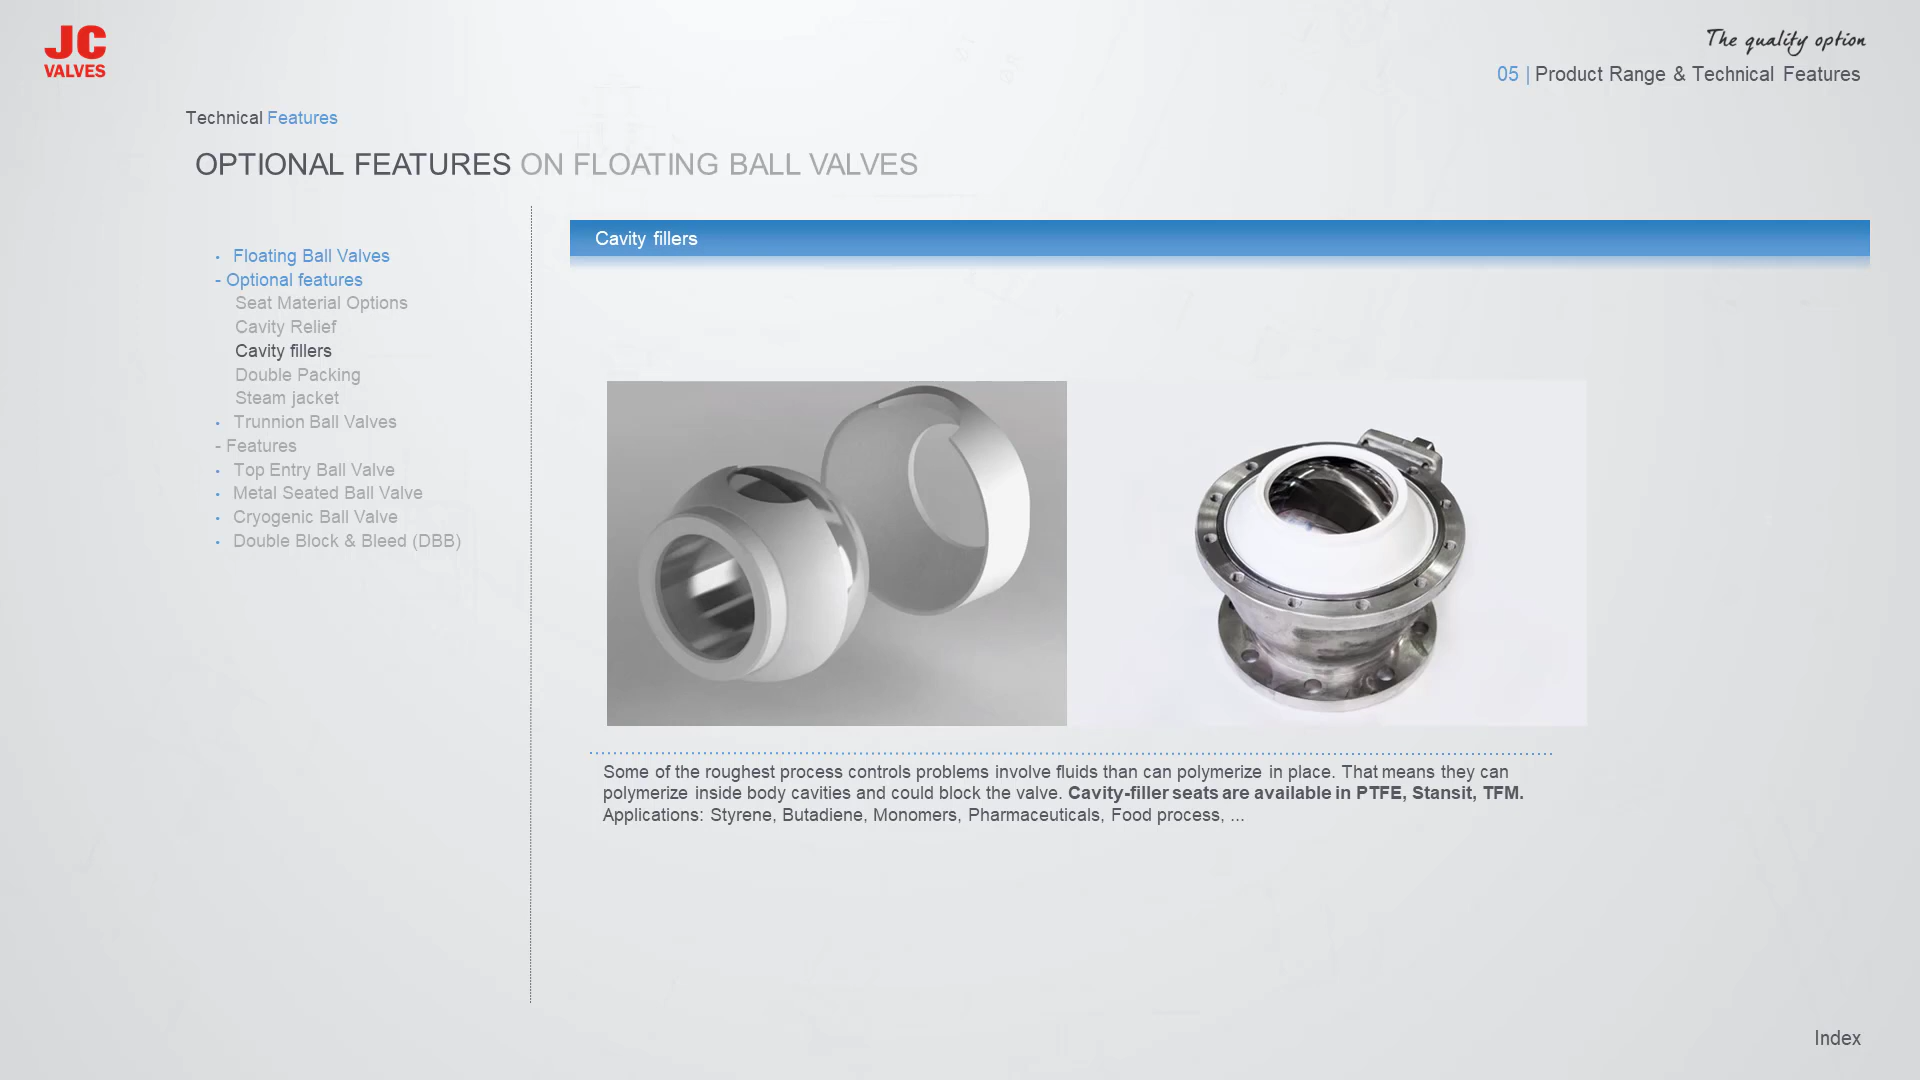 JC
VALVES
The quality option
05 | Product Range & Technical Features
Technical Features
OPTIONAL FEATURES ON FLOATING BALL VALVES
• Floating Ball Valves
- Optional features
Seat Material Options
Cavity Relief
Cavity fillers
Double Packing
Steam jacket
• Trunnion Ball Valves
- Features
• Top Entry Ball Valve
• Metal Seated Ball Valve
• Cryogenic Ball Valve
• Double Block & Bleed (DBB)
Cavity fillers
Some of the roughest process controls problems involve fluids than can polymerize in place. That means they can
polymerize inside body cavities and could block the valve. Cavity-filler seats are available in PTFE, Stansit, TFM.
Applications: Styrene, Butadiene, Monomers, Pharmaceuticals, Food process, ...
Index